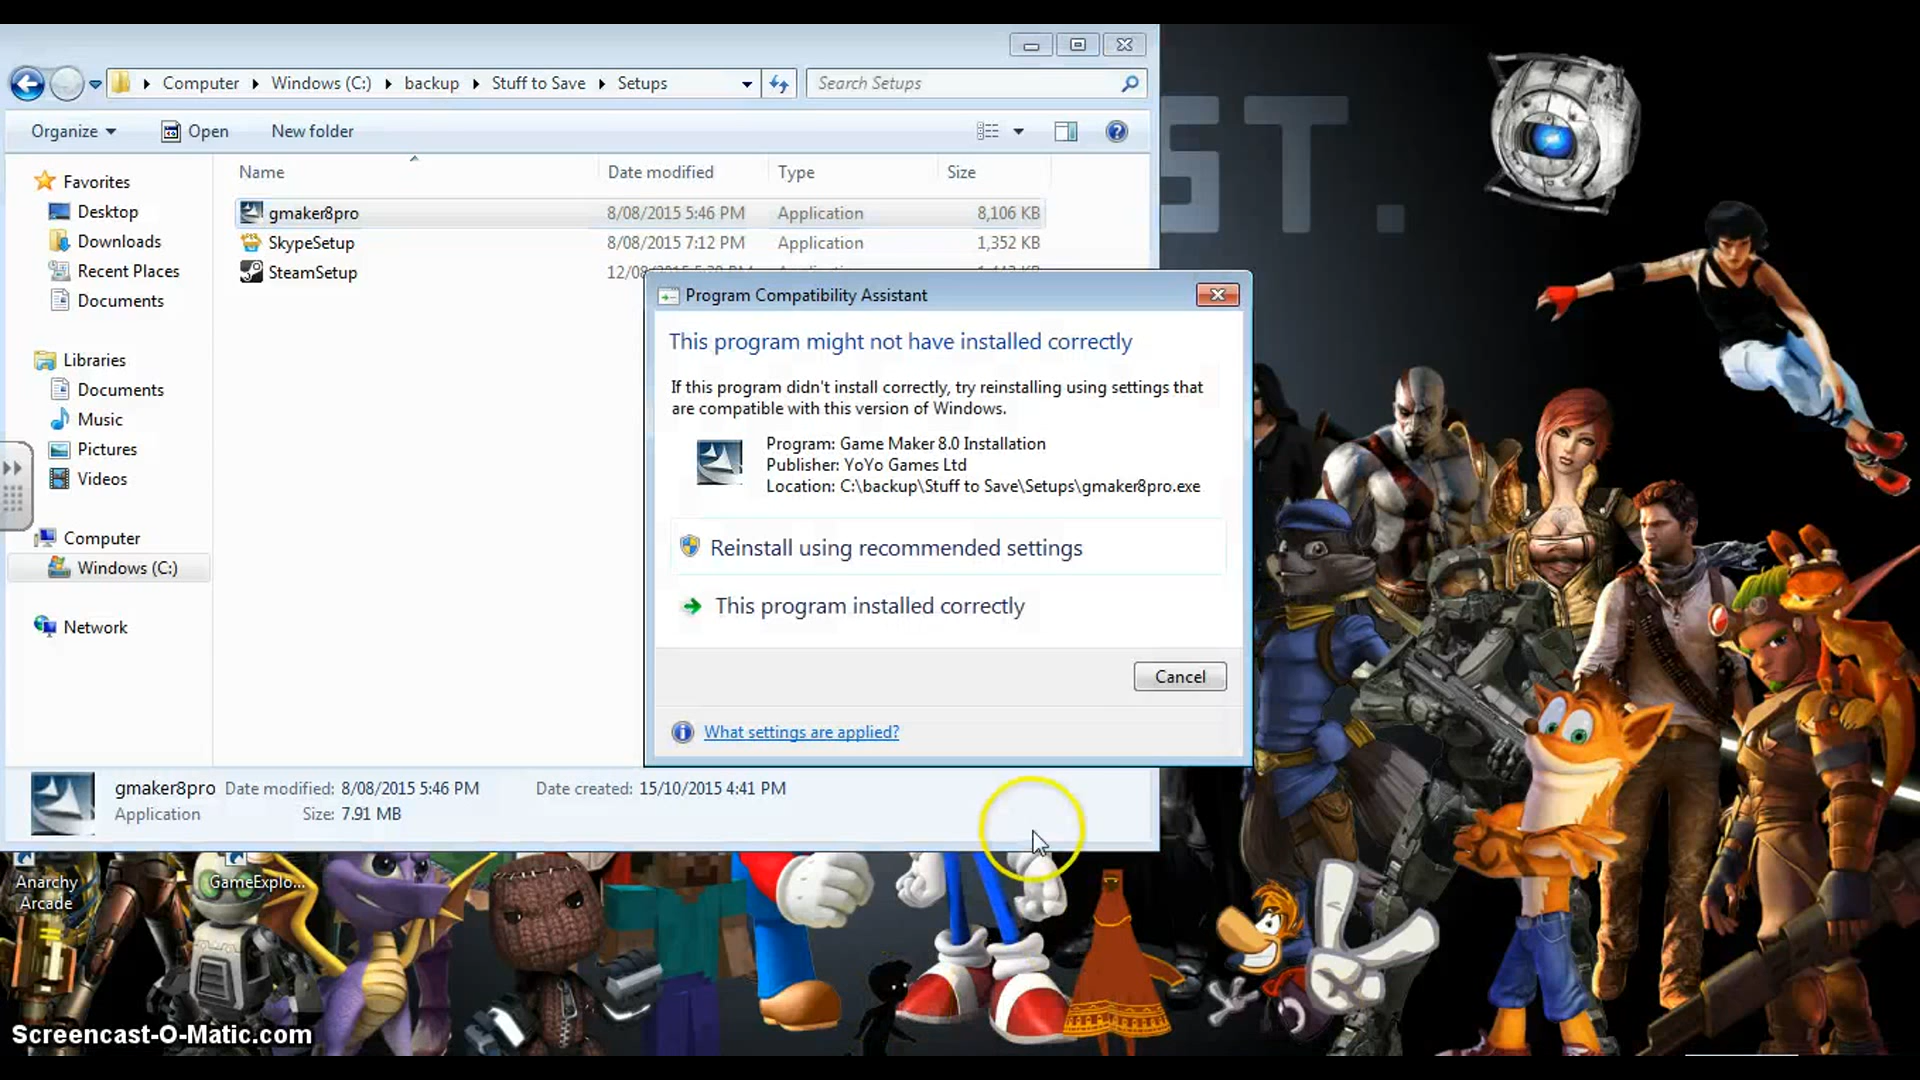 Computer Windows (C:) backup Stuff to Save Setups
Search Setups
Organize Open New folder
Name Date modified Type Size
Favorites
Desktop
Downloads
Recent Places
Documents
Libraries
Documents
Music
Pictures
Videos
Computer
Windows (C:)
Network
gmaker8pro 8/08/2015 5:46 PM Application 8,106 KB
SkypeSetup 8/08/2015 7:12 PM Application 1,352 KB
SteamSetup 12/08
ST.
Program Compatibility Assistant
This program might not have installed correctly
If this program didn't install correctly, try reinstalling using settings that
are compatible with this version of Windows.
Program: Game Maker 8.0 Installation
Publisher: YoYo Games Ltd
Location: C:\backup\Stuff to Save\Setups\gmaker8pro.exe
Reinstall using recommended settings
This program installed correctly
Cancel
What settings are applied?
gmaker8pro Date modified: 8/08/2015 5:46 PM Date created: 15/10/2015 4:41 PM
Application Size: 7.91 MB
Anarchy
Arcade
GameExplo...
Screencast-O-Matic.com